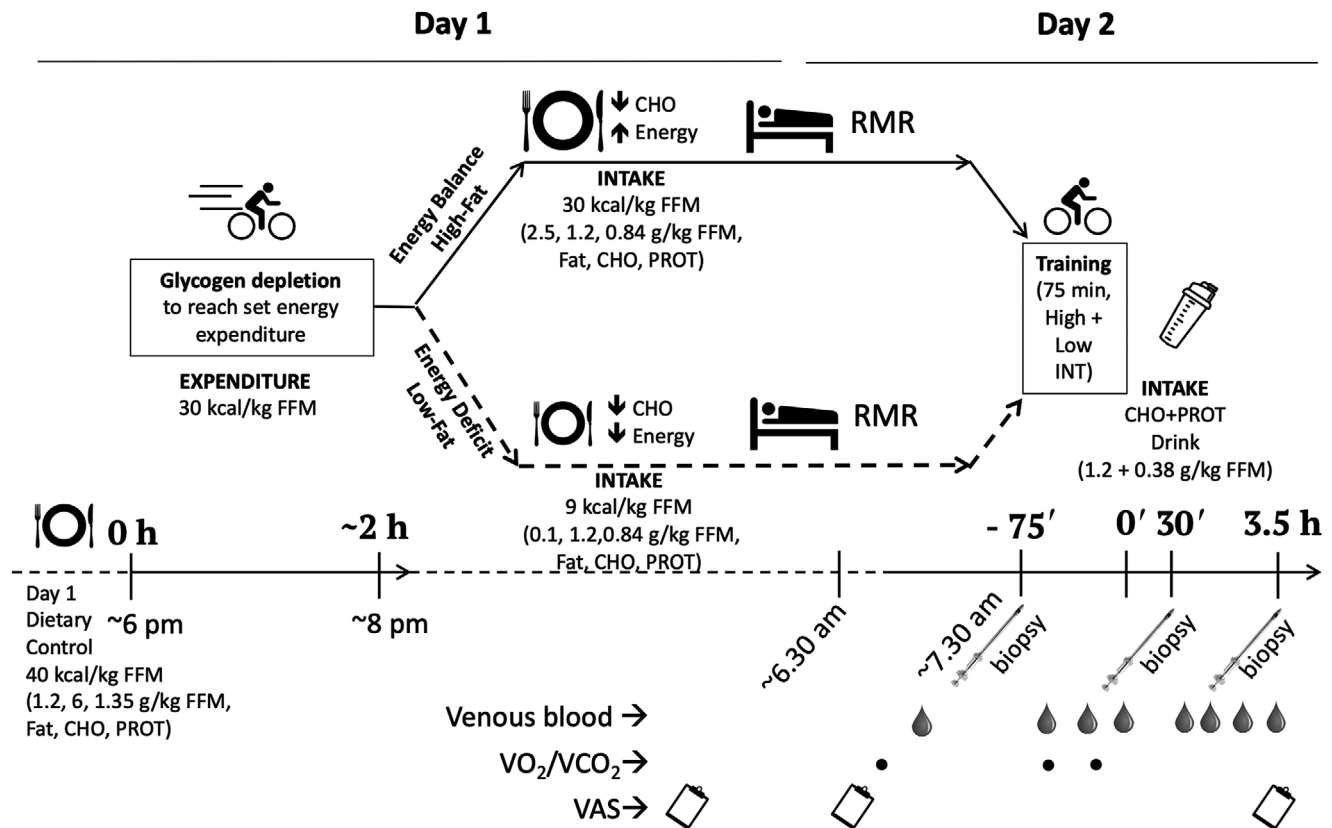 Day 1
Day 2
↓ CHO
↑ Energy
RMR
Energy Balance
High-Fat
INTAKE
30 kcal/kg FFM
(2.5, 1.2, 0.84 g/kg FFM,
Fat, CHO, PROT)
Glycogen depletion
to reach set energy
expenditure
EXPENDITURE
30 kcal/kg FFM
Energy Deficit
Low-Fat
↓ CHO
↓ Energy
RMR
INTAKE
9 kcal/kg FFM
(0.1, 1.2,0.84 g/kg FFM,
Fat, CHO, PROT)
Training
(75 min,
High +
Low
INT)
INTAKE
CHO+PROT
Drink
(1.2 + 0.38 g/kg FFM)
0 h
~2 h
- 75′
0′
30′
3.5 h
Day 1
Dietary
Control
40 kcal/kg FFM
(1.2, 6, 1.35 g/kg FFM,
Fat, CHO, PROT)
~6 pm
~8 pm
~6.30 am
~7.30 am
biopsy
biopsy
biopsy
Venous blood →
VO₂/VCO₂→
VAS→